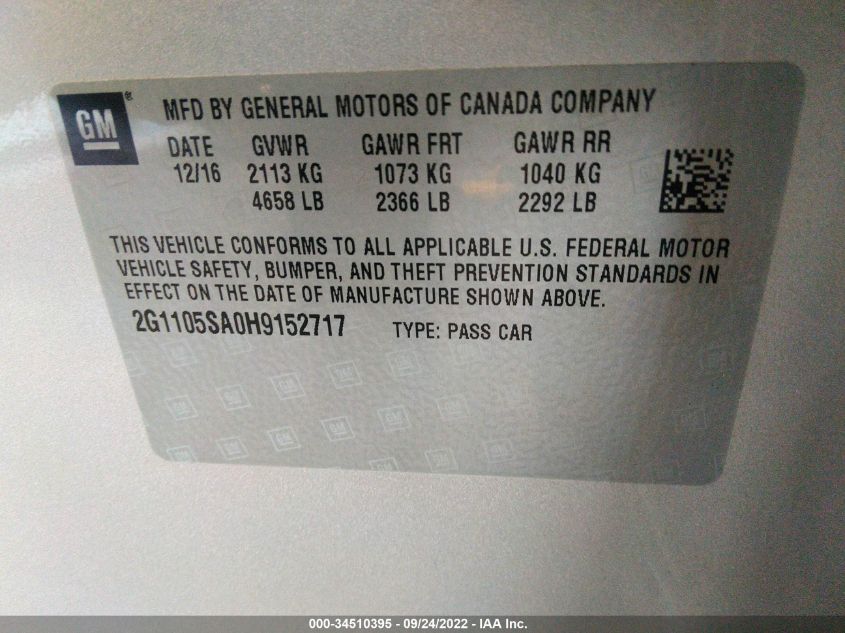 GM ®
MFD BY GENERAL MOTORS OF CANADA COMPANY
DATE GVWR GAWR FRT GAWR RR
12/16 2113 KG 1073 KG 1040 KG
4658 LB 2366 LB 2292 LB
THIS VEHICLE CONFORMS TO ALL APPLICABLE U.S. FEDERAL MOTOR
VEHICLE SAFETY, BUMPER, AND THEFT PREVENTION STANDARDS IN
EFFECT ON THE DATE OF MANUFACTURE SHOWN ABOVE.
2G1105SA0H9152717 TYPE: PASS CAR
000-34510395 - 09/24/2022 - IAA Inc.